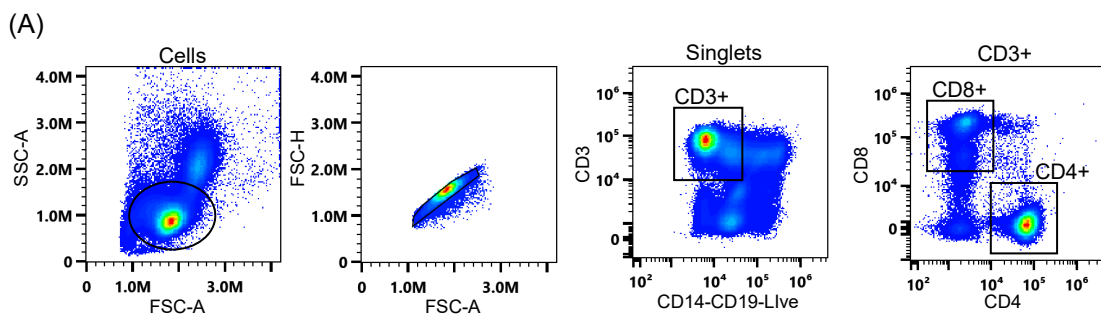 (A)
Cells
4.0M
3.0M
2.0M
1.0M
0
SSC-A
0 1.0M 3.0M
FSC-A
4.0M
3.0M
2.0M
1.0M
0
FSC-H
0 1.0M 3.0M
FSC-A
Singlets
CD3+
10⁶
10⁵
10⁴
0
CD3
10² 10⁴ 10⁵ 10⁶
CD14-CD19-LIve
CD3+
CD8+
CD4+
10⁶
10⁵
10⁴
0
CD8
10² 10⁴ 10⁵ 10⁶
CD4